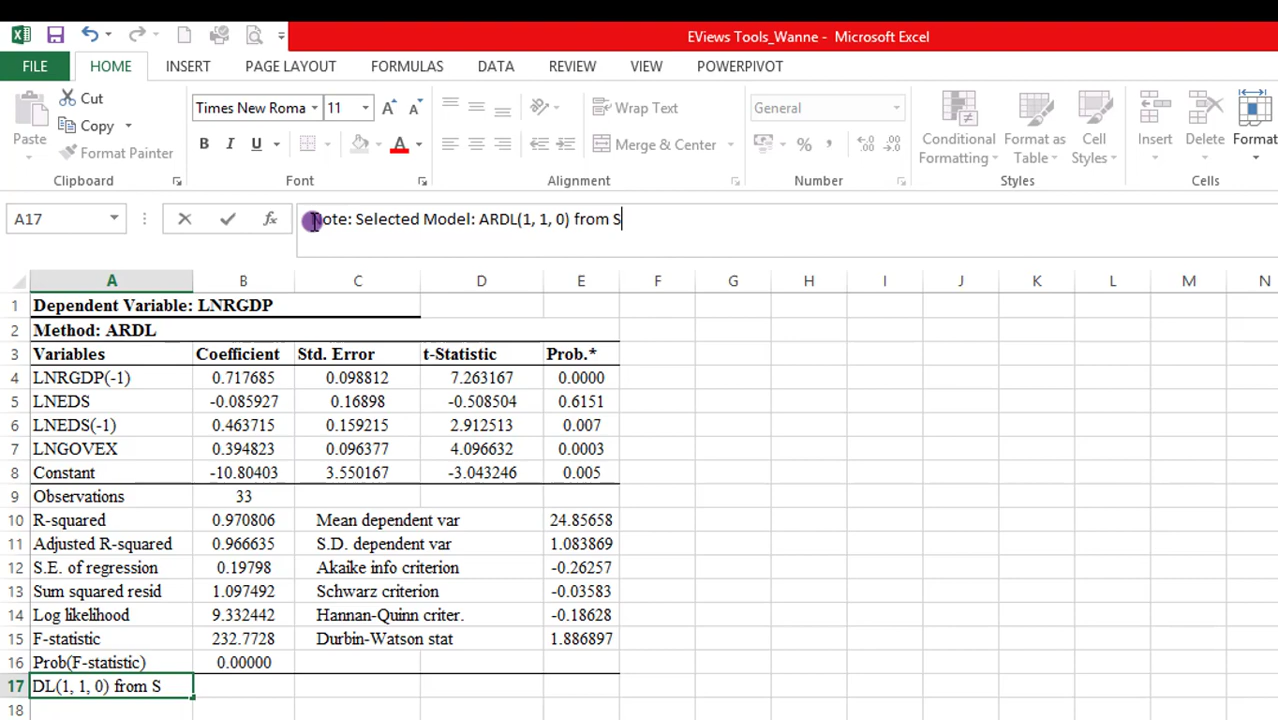 EViews Tools_Wanne - Microsoft Excel
FILE HOME INSERT PAGE LAYOUT FORMULAS DATA REVIEW VIEW POWERPIVOT
Paste
Cut
Copy
Format Painter
Clipboard
Times New Roma 11 A A
B I U A
Font
Wrap Text
Merge & Center
Alignment
General
% , .0 .00
Number
Conditional Formatting
Format as Table
Cell Styles
Styles
Insert Delete Format
Cells
A17 fx Note: Selected Model: ARDL(1, 1, 0) from S
A B C D E F G H I J K L M N
1 Dependent Variable: LNRGDP
2 Method: ARDL
3 Variables Coefficient Std. Error t-Statistic Prob.*
4 LNRGDP(-1) 0.717685 0.098812 7.263167 0.0000
5 LNEDS -0.085927 0.16898 -0.508504 0.6151
6 LNEDS(-1) 0.463715 0.159215 2.912513 0.007
7 LNGOVEX 0.394823 0.096377 4.096632 0.0003
8 Constant -10.80403 3.550167 -3.043246 0.005
9 Observations 33
10 R-squared 0.970806 Mean dependent var 24.85658
11 Adjusted R-squared 0.966635 S.D. dependent var 1.083869
12 S.E. of regression 0.19798 Akaike info criterion -0.26257
13 Sum squared resid 1.097492 Schwarz criterion -0.03583
14 Log likelihood 9.332442 Hannan-Quinn criter. -0.18628
15 F-statistic 232.7728 Durbin-Watson stat 1.886897
16 Prob(F-statistic) 0.00000
17 DL(1, 1, 0) from S
18